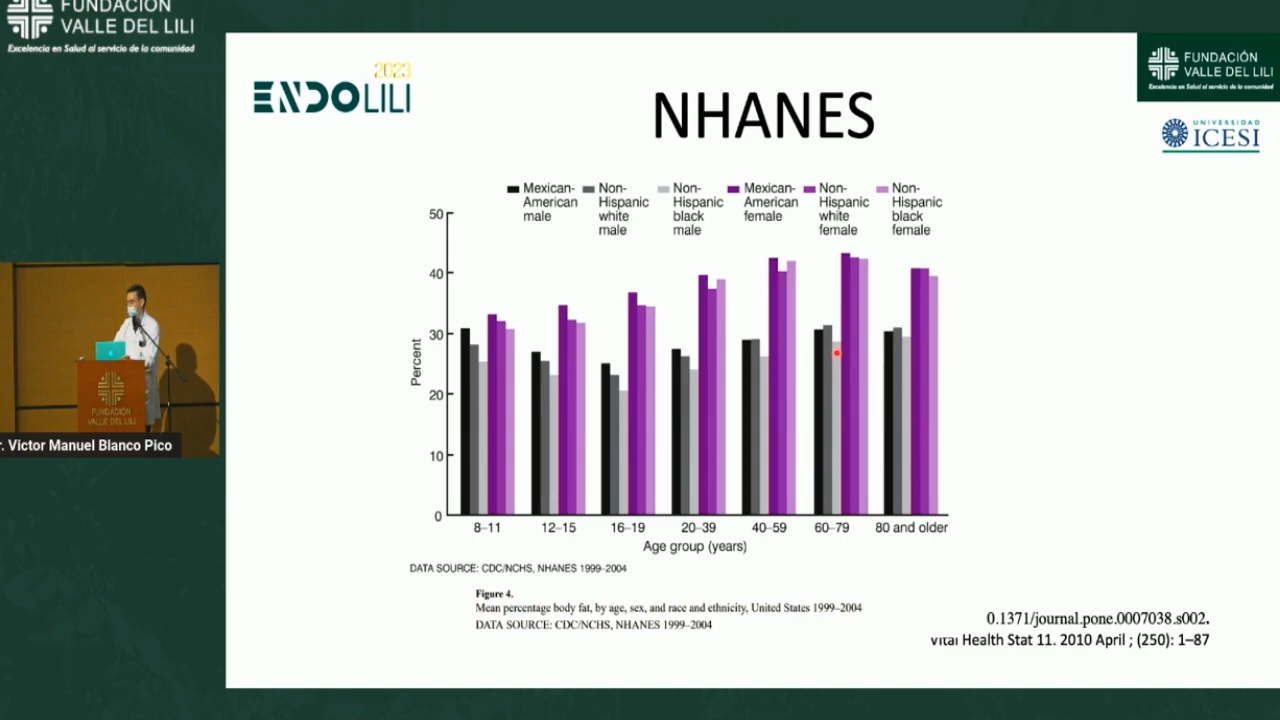 FUNDACIÓN
VALLE DEL LILI
Excelencia en Salud al servicio de la comunidad
2023
ENDOLILI
NHANES
FUNDACIÓN
VALLE DEL LILI
Excelencia en Salud al servicio de la comunidad
UNIVERSIDAD
ICESI
Mexican-
American
male
Non-
Hispanic
white
male
Non-
Hispanic
black
male
Mexican-
American
female
Non-
Hispanic
white
female
Non-
Hispanic
black
female
50
40
30
20
10
0
Percent
8–11
12–15
16–19
20–39
40–59
60–79
80 and older
Age group (years)
DATA SOURCE: CDC/NCHS, NHANES 1999–2004
Figure 4.
Mean percentage body fat, by age, sex, and race and ethnicity, United States 1999–2004
DATA SOURCE: CDC/NCHS, NHANES 1999–2004
0.1371/journal.pone.0007038.s002.
Vital Health Stat 11. 2010 April ; (250): 1–87
FUNDACIÓN
VALLE DEL LILI
r. Victor Manuel Blanco Pico